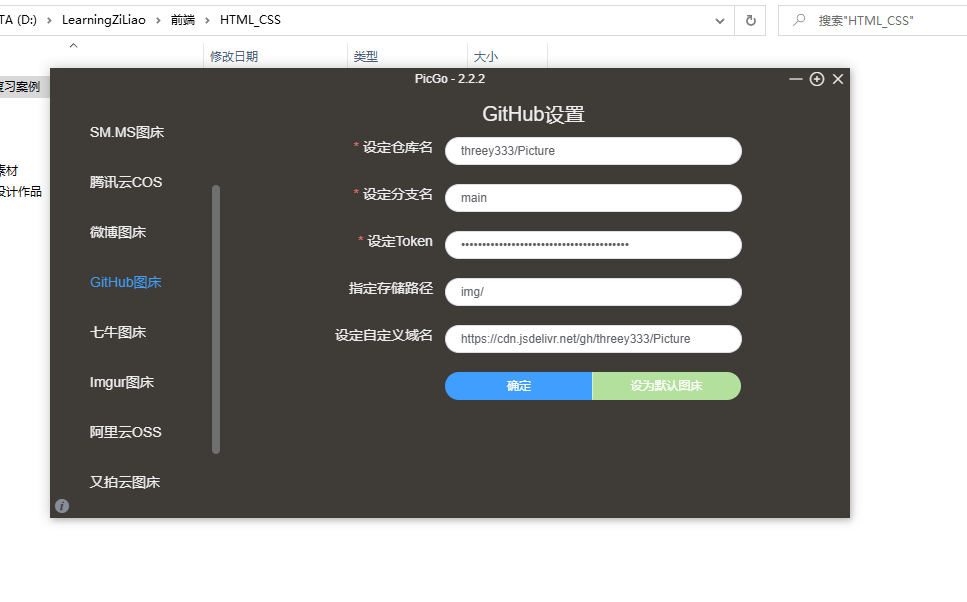 TA (D:) › LearningZiLiao › 前端 › HTML_CSS
搜索"HTML_CSS"
修改日期 类型 大小
PicGo - 2.2.2
复习案例
素材
设计作品
SM.MS图床
腾讯云COS
微博图床
GitHub图床
七牛图床
Imgur图床
阿里云OSS
又拍云图床
GitHub设置
* 设定仓库名 threey333/Picture
* 设定分支名 main
* 设定Token ••••••••••••••••••••••••••••••••••••••••
指定存储路径 img/
设定自定义域名 https://cdn.jsdelivr.net/gh/threey333/Picture
确定 设为默认图床